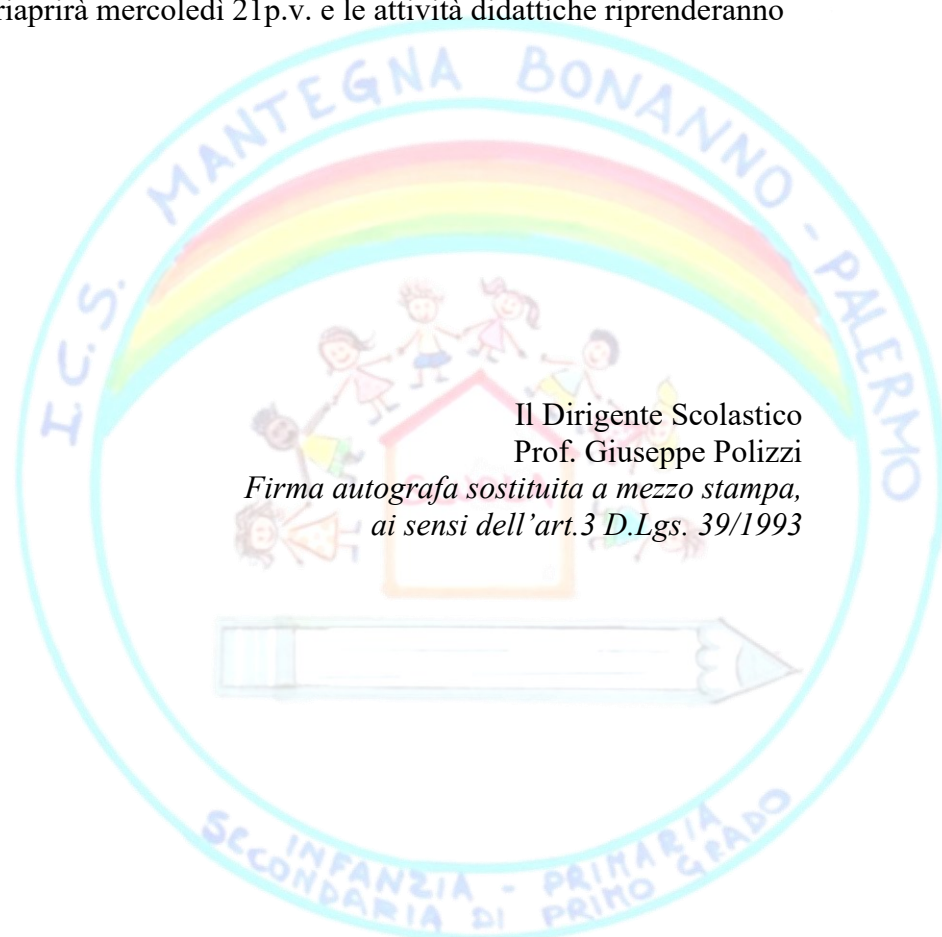 riaprirà mercoledì 21p.v. e le attività didattiche riprenderanno
I.C.S. MANTEGNA BONANNO - PALERMO
Il Dirigente Scolastico
Prof. Giuseppe Polizzi
Firma autografa sostituita a mezzo stampa,
ai sensi dell’art.3 D.Lgs. 39/1993
INFANZIA - PRIMARIA
SECONDARIA DI PRIMO GRADO